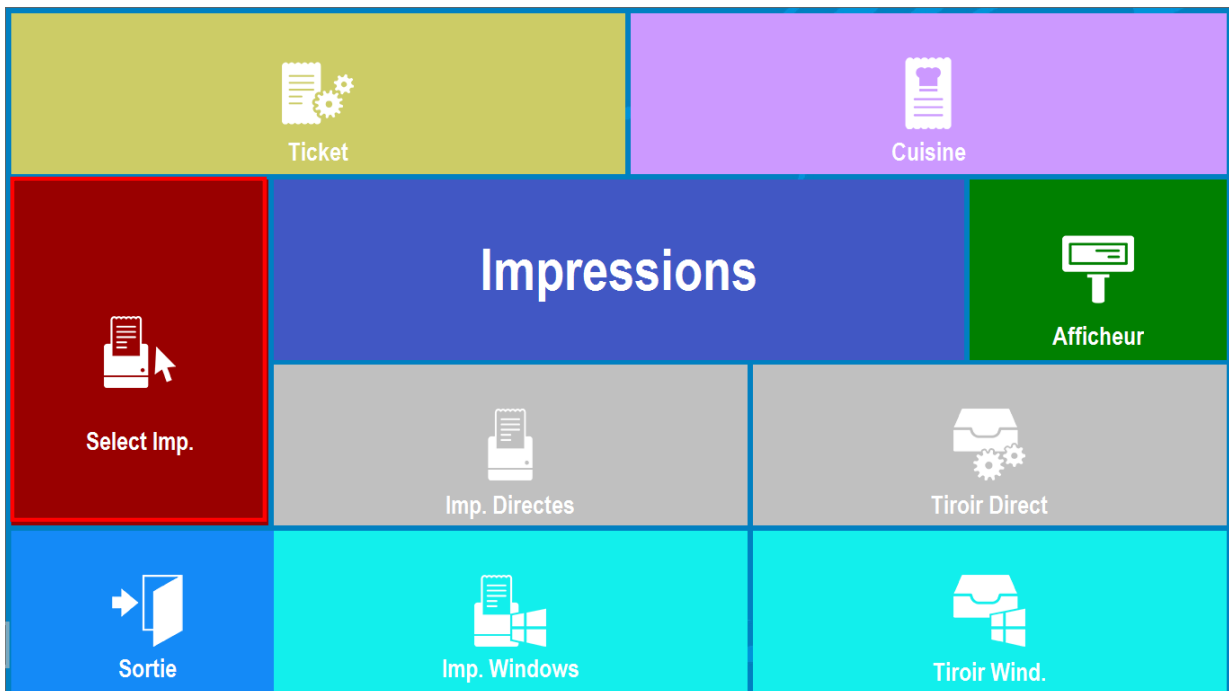 Ticket
Cuisine
Impressions
Afficheur
Select Imp.
Imp. Directes
Tiroir Direct
Sortie
Imp. Windows
Tiroir Wind.